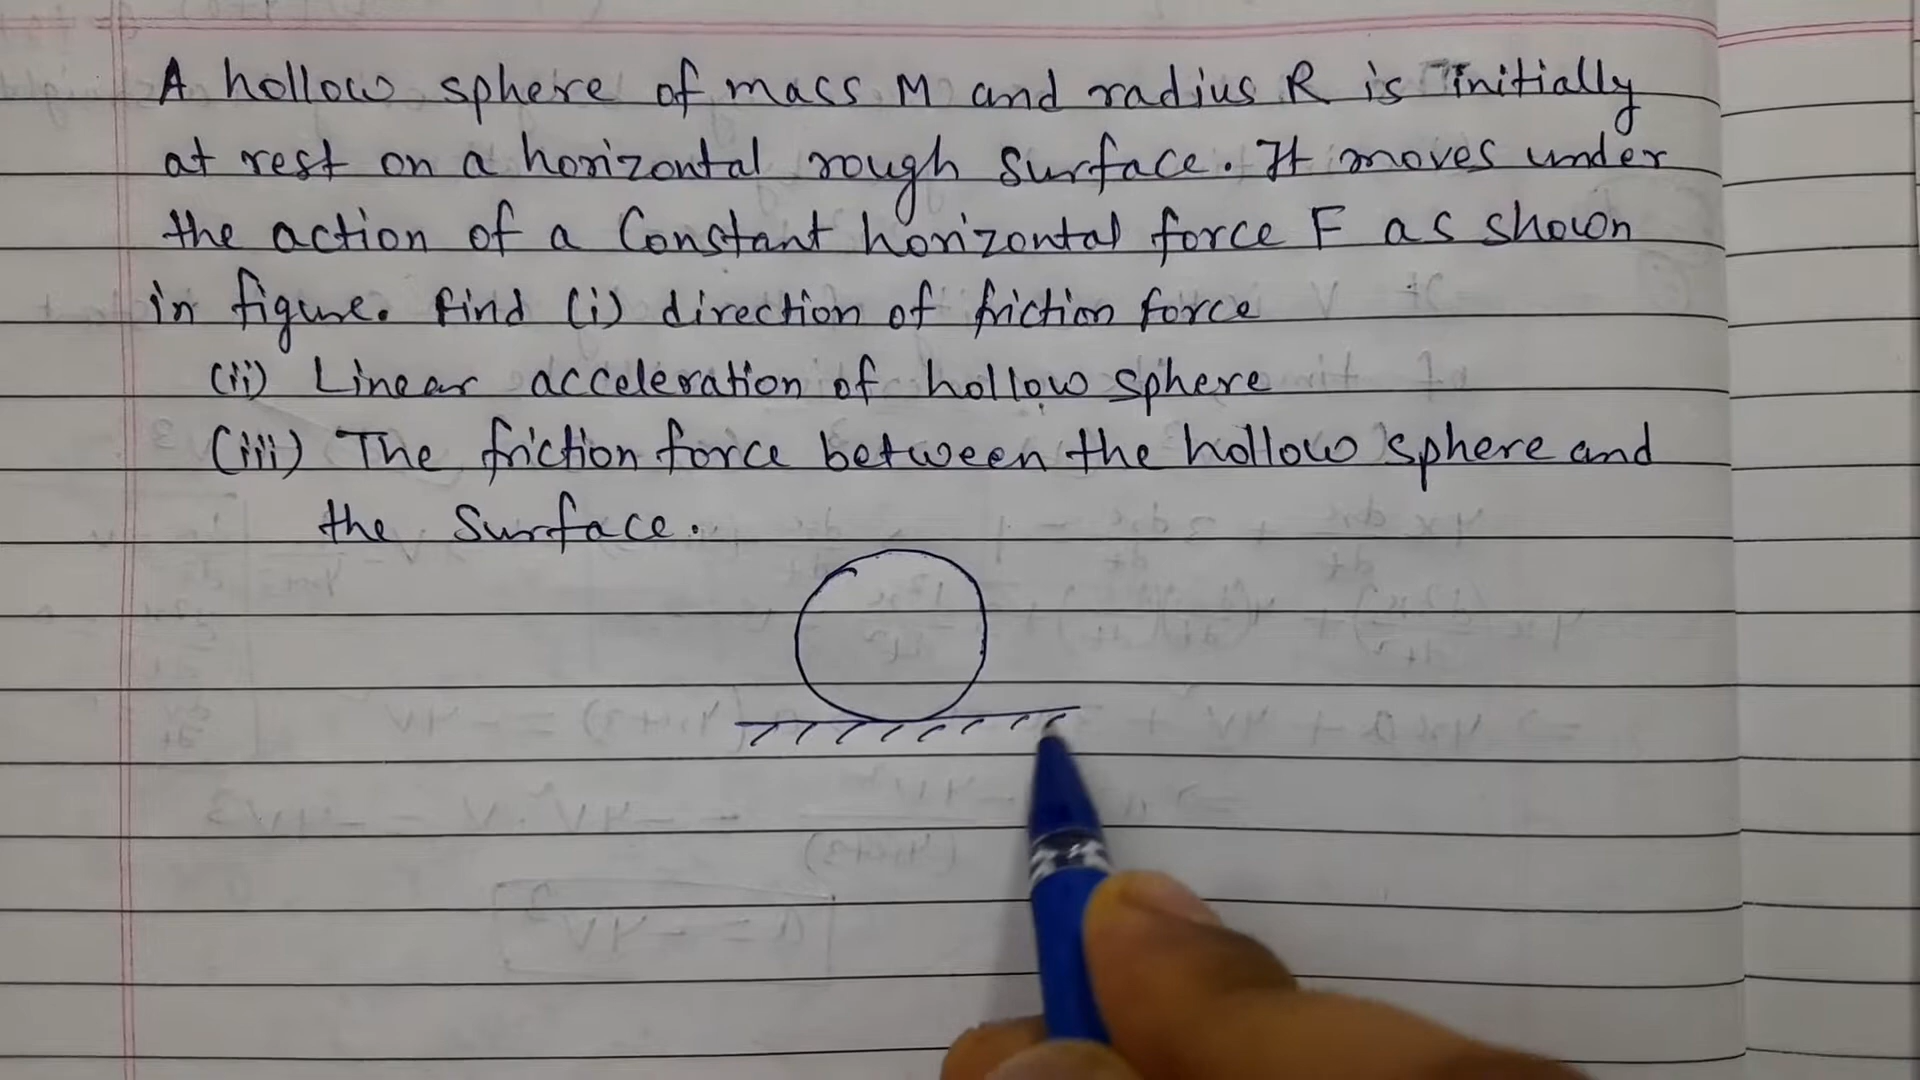 A hollow sphere of mass M and radius R is initially
at rest on a horizontal rough surface. It moves under
the action of a Constant horizontal force F as shown
in figure. find (i) direction of friction force
(ii) Linear acceleration of hollow sphere
(iii) The friction force between the hollow sphere and
the surface.